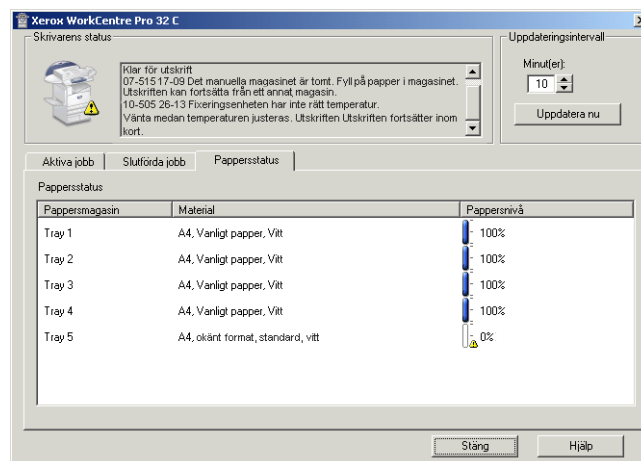 Xerox WorkCentre Pro 32 C
Skrivarens status
Klar för utskrift
07-515 17-09 Det manuella magasinet är tomt. Fyll på papper i magasinet.
Utskriften kan fortsätta från ett annat magasin.
10-505 26-13 Fixeringsenheten har inte rätt temperatur.
Vänta medan temperaturen justeras. Utskriften Utskriften fortsätter inom
kort.
Uppdateringsintervall
Minut(er):
10
Uppdatera nu
Aktiva jobb Slutförda jobb Pappersstatus
Pappersstatus
Pappersmagasin Material Pappersnivå
Tray 1 A4, Vanligt papper, Vitt 100%
Tray 2 A4, Vanligt papper, Vitt 100%
Tray 3 A4, Vanligt papper, Vitt 100%
Tray 4 A4, Vanligt papper, Vitt 100%
Tray 5 A4, okänt format, standard, vitt 0%
Stäng Hjälp